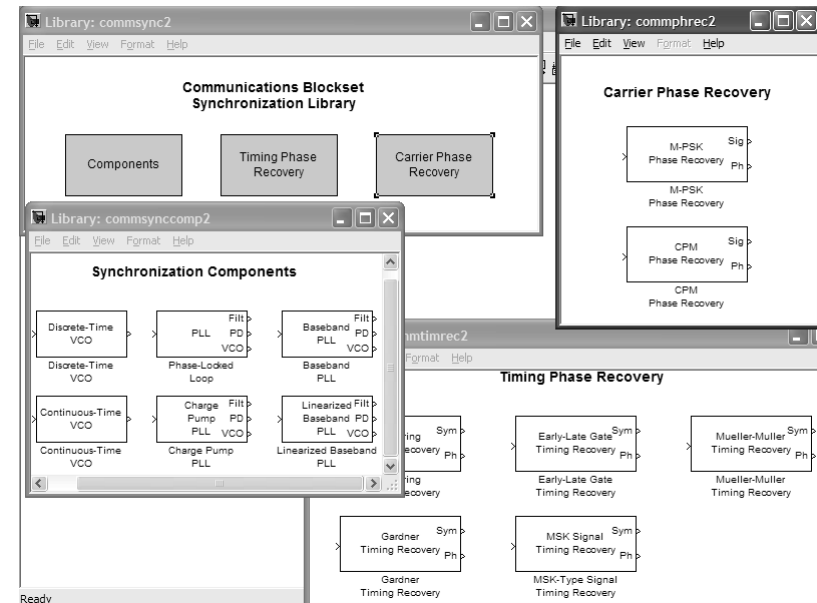 Library: commsync2
File Edit View Format Help
Communications Blockset
Synchronization Library
Components
Timing Phase
Recovery
Carrier Phase
Recovery
Library: commphrec2
File Edit View Format Help
Carrier Phase Recovery
M-PSK
Phase Recovery
Sig
Ph
M-PSK
Phase Recovery
CPM
Phase Recovery
Sig
Ph
CPM
Phase Recovery
Library: commsynccomp2
File Edit View Format Help
Synchronization Components
Discrete-Time
VCO
Discrete-Time
VCO
PLL
Filt
PD
VCO
Phase-Locked
Loop
Baseband
PLL
Filt
PD
VCO
Baseband
PLL
Continuous-Time
VCO
Continuous-Time
VCO
Charge
Pump
PLL
Filt
PD
VCO
Charge Pump
PLL
Linearized
Baseband
PLL
Filt
PD
VCO
Linearized Baseband
PLL
mtimrec2
Format Help
Timing Phase Recovery
ring
ecovery
Sym
Ph
ring
ecovery
Early-Late Gate
Timing Recovery
Sym
Ph
Early-Late Gate
Timing Recovery
Mueller-Muller
Timing Recovery
Sym
Ph
Mueller-Muller
Timing Recovery
Gardner
Timing Recovery
Sym
Ph
Gardner
Timing Recovery
MSK Signal
Timing Recovery
Sym
Ph
MSK-Type Signal
Timing Recovery
Ready